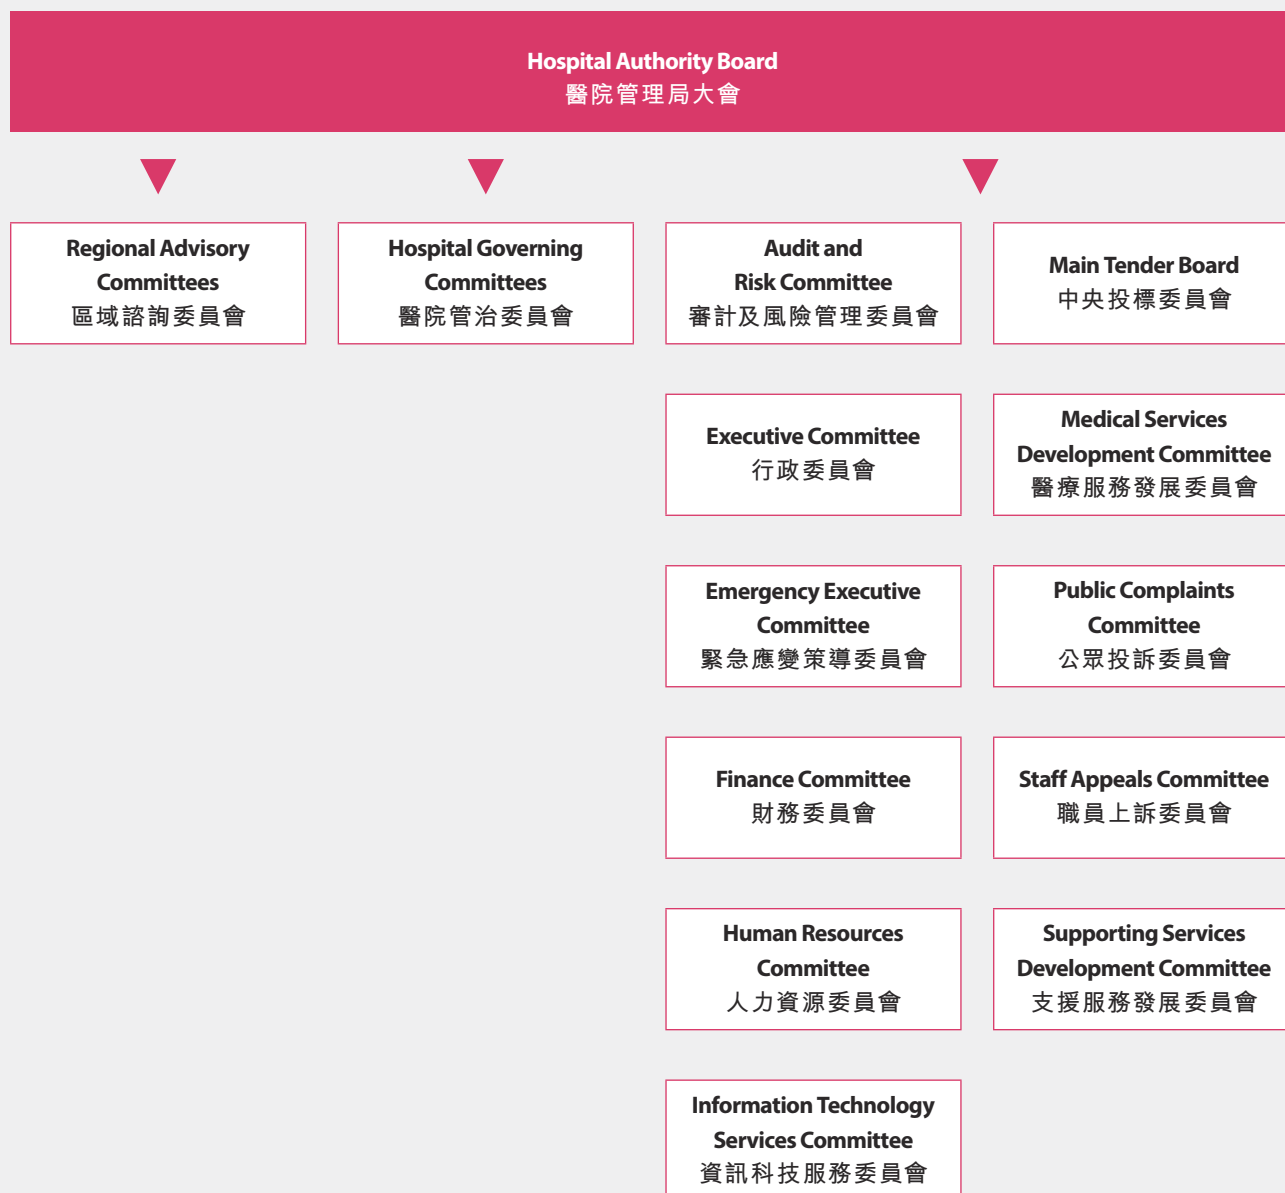 Hospital Authority Board
醫院管理局大會
Regional Advisory
Committees
區域諮詢委員會
Hospital Governing
Committees
醫院管治委員會
Audit and
Risk Committee
審計及風險管理委員會
Main Tender Board
中央投標委員會
Executive Committee
行政委員會
Medical Services
Development Committee
醫療服務發展委員會
Emergency Executive
Committee
緊急應變策導委員會
Public Complaints
Committee
公眾投訴委員會
Finance Committee
財務委員會
Staff Appeals Committee
職員上訴委員會
Human Resources
Committee
人力資源委員會
Supporting Services
Development Committee
支援服務發展委員會
Information Technology
Services Committee
資訊科技服務委員會